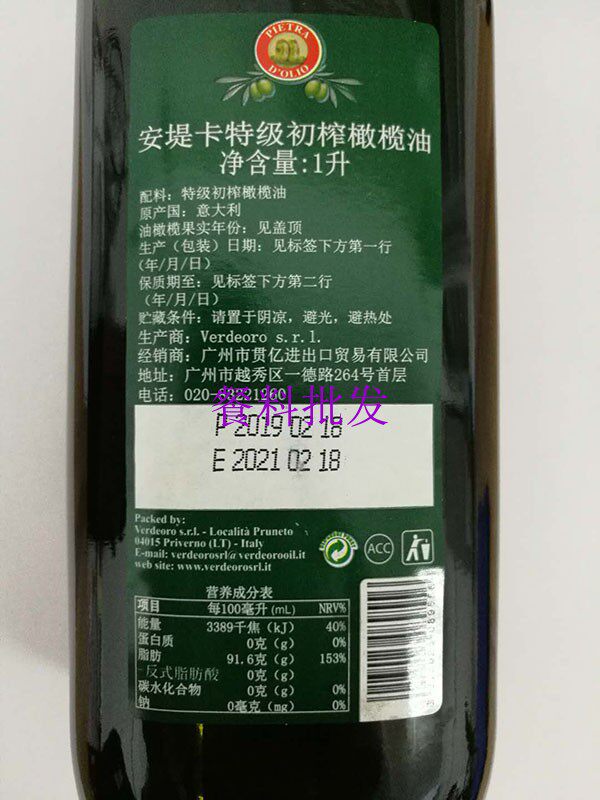 PIETRA
D'OLIO
安堤卡特级初榨橄榄油
净含量:1升
配料: 特级初榨橄榄油
原产国: 意大利
油橄榄果实年份: 见盖顶
生产（包装）日期: 见标签下方第一行
（年/月/日）
保质期至: 见标签下方第二行
（年/月/日）
贮藏条件: 请置于阴凉, 避光, 避热处
生产商: Verdeoro s.r.l.
经销商: 广州市贯亿进出口贸易有限公司
地址: 广州市越秀区一德路264号首层
电话: 020-83231260
餐料批发
P 2019 02 18
E 2021 02 18
Packed by:
Verdeoro s.r.l. - Località Pruneto
04015 Priverno (LT) - Italy
E-mail: verdeorosrl@verdeorooil.it
web site: www.verdeorosrl.it
ACC
营养成分表
项目 每100毫升(mL) NRV%
能量 3389千焦（kJ） 40%
蛋白质 0克（g） 0%
脂肪 91.6克（g） 153%
-反式脂肪酸 0克（g）
碳水化合物 0克（g） 0%
钠 0毫克（mg） 0%